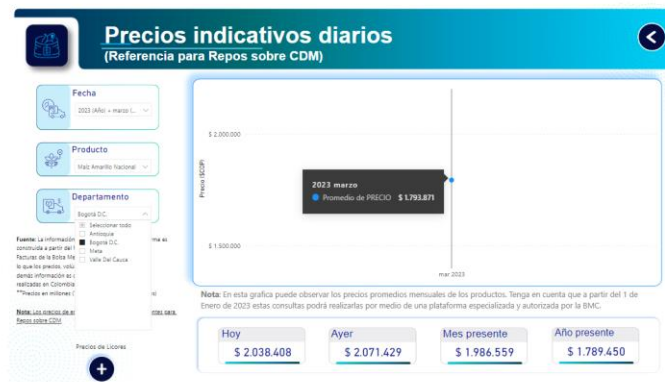 Precios indicativos diarios
(Referencia para Repos sobre CDM)
Fecha
2023 (Año) + marzo (...
Producto
Maíz Amarillo Nacional
Departamento
Bogotá D.C.
Seleccionar todo
Antioquia
Bogotá D.C.
Meta
Valle Del Cauca
Fuente: La información
construida a partir del
Facturas de la Bolsa Me
lo que los precios, volú
demás información es
realizadas en Colombia
**Precios en millones (
Nota: Los precios de
Repos sobre CDM
Precios de Licores
Precio ($COP)
$ 2.000.000
$ 1.500.000
2023 marzo
Promedio de PRECIO $ 1.793.871
mar 2023
Nota: En esta grafica puede observar los precios promedios mensuales de los productos. Tenga en cuenta que a partir del 1 de
Enero de 2023 estas consultas podrá realizarlas por medio de una plataforma especializada y autorizada por la BMC.
Hoy
$ 2.038.408
Ayer
$ 2.071.429
Mes presente
$ 1.986.559
Año presente
$ 1.789.450